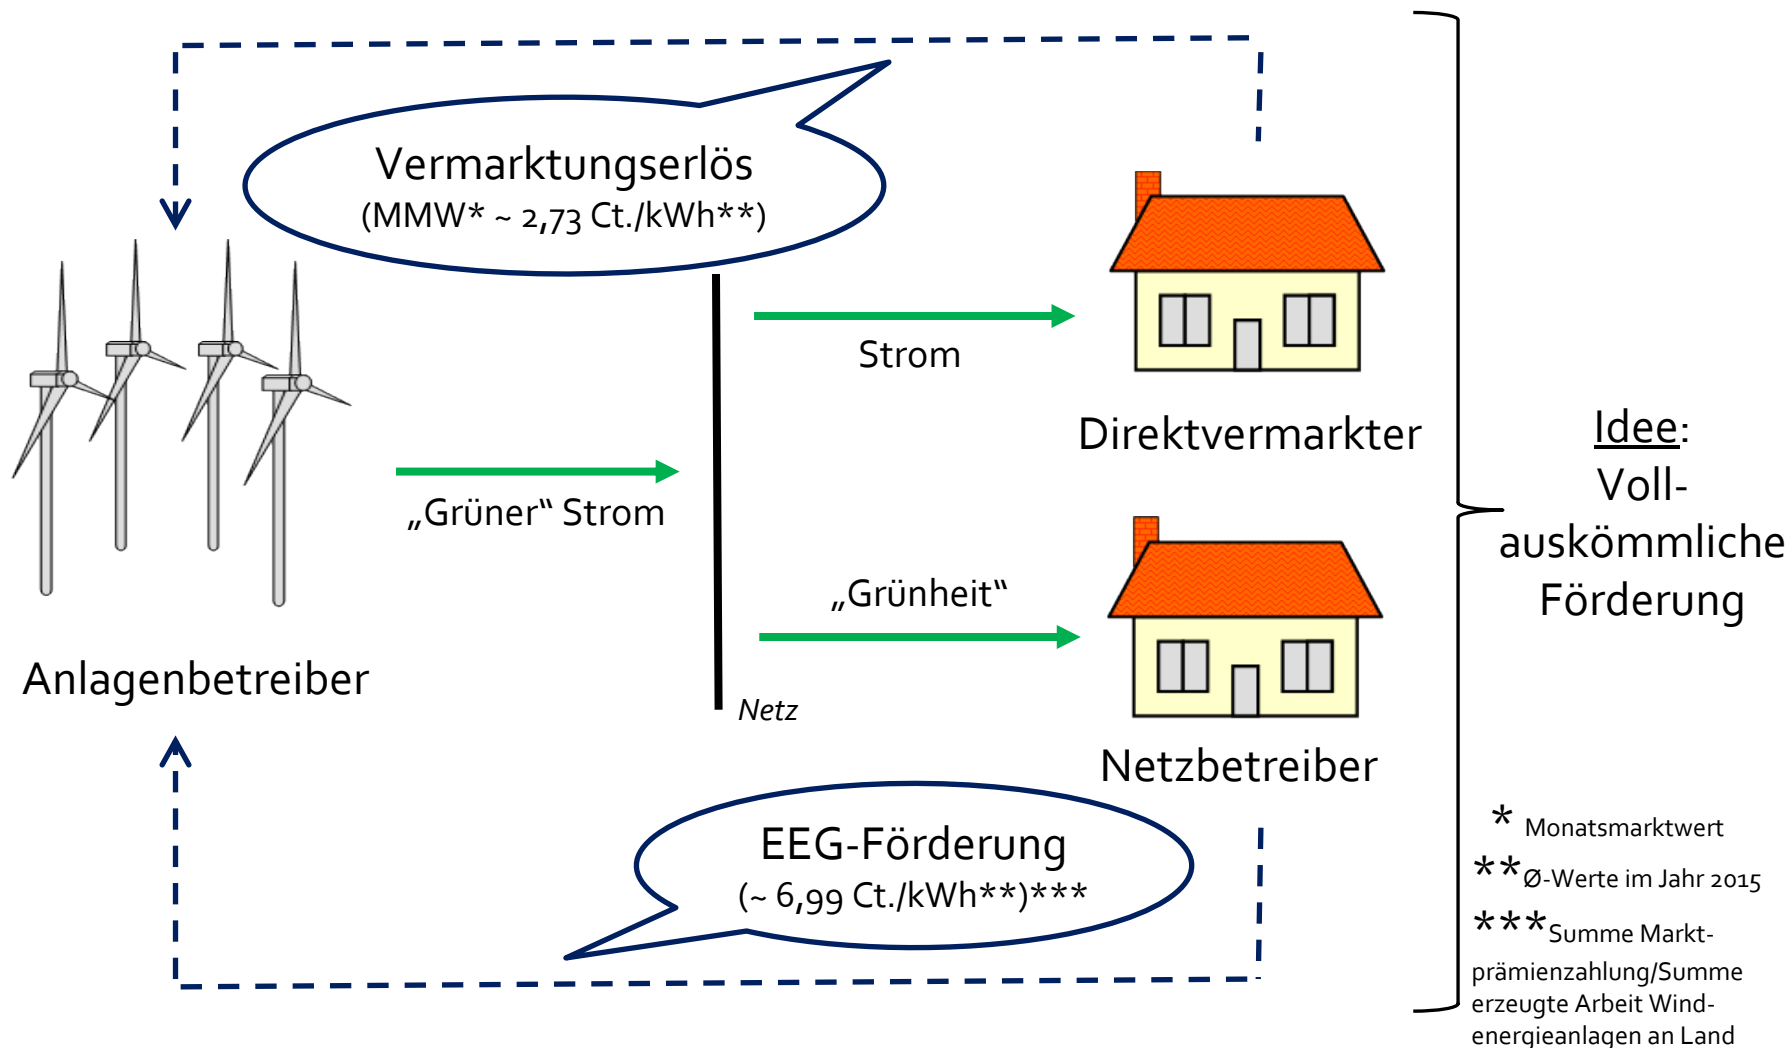 Vermarktungserlös
(MMW* ~ 2,73 Ct./kWh**)
Strom
Direktvermarkter
„Grüner“ Strom
„Grünheit“
Anlagenbetreiber
Netz
Netzbetreiber
EEG-Förderung
(~ 6,99 Ct./kWh**)***
Idee:
Voll-
auskömmliche
Förderung
* Monatsmarktwert
**Ø-Werte im Jahr 2015
***Summe Markt-
prämienzahlung/Summe
erzeugte Arbeit Wind-
energieanlagen an Land